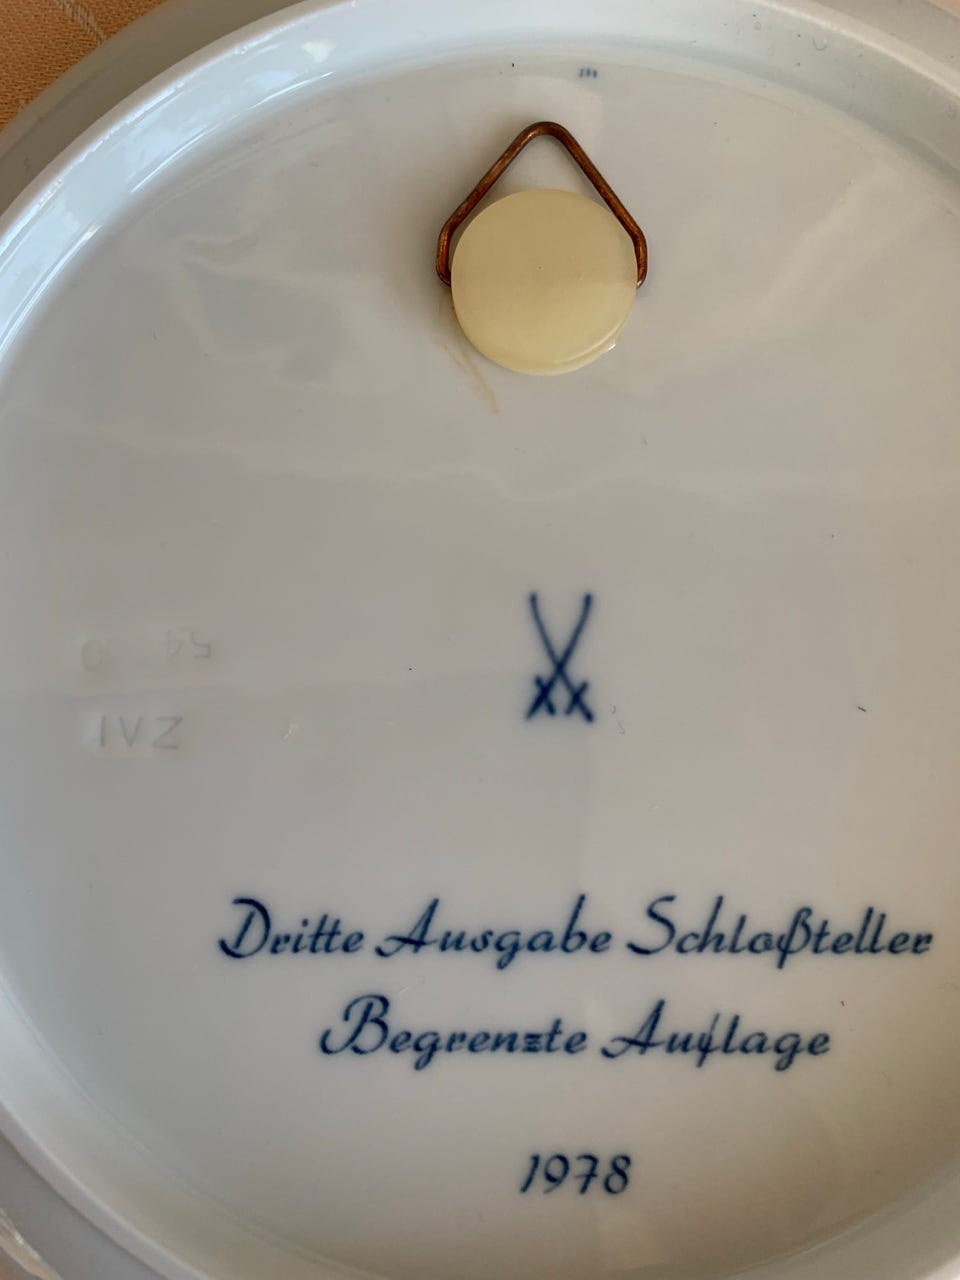 Dritte Ausgabe Schloßteller
Begrenzte Auflage
1978